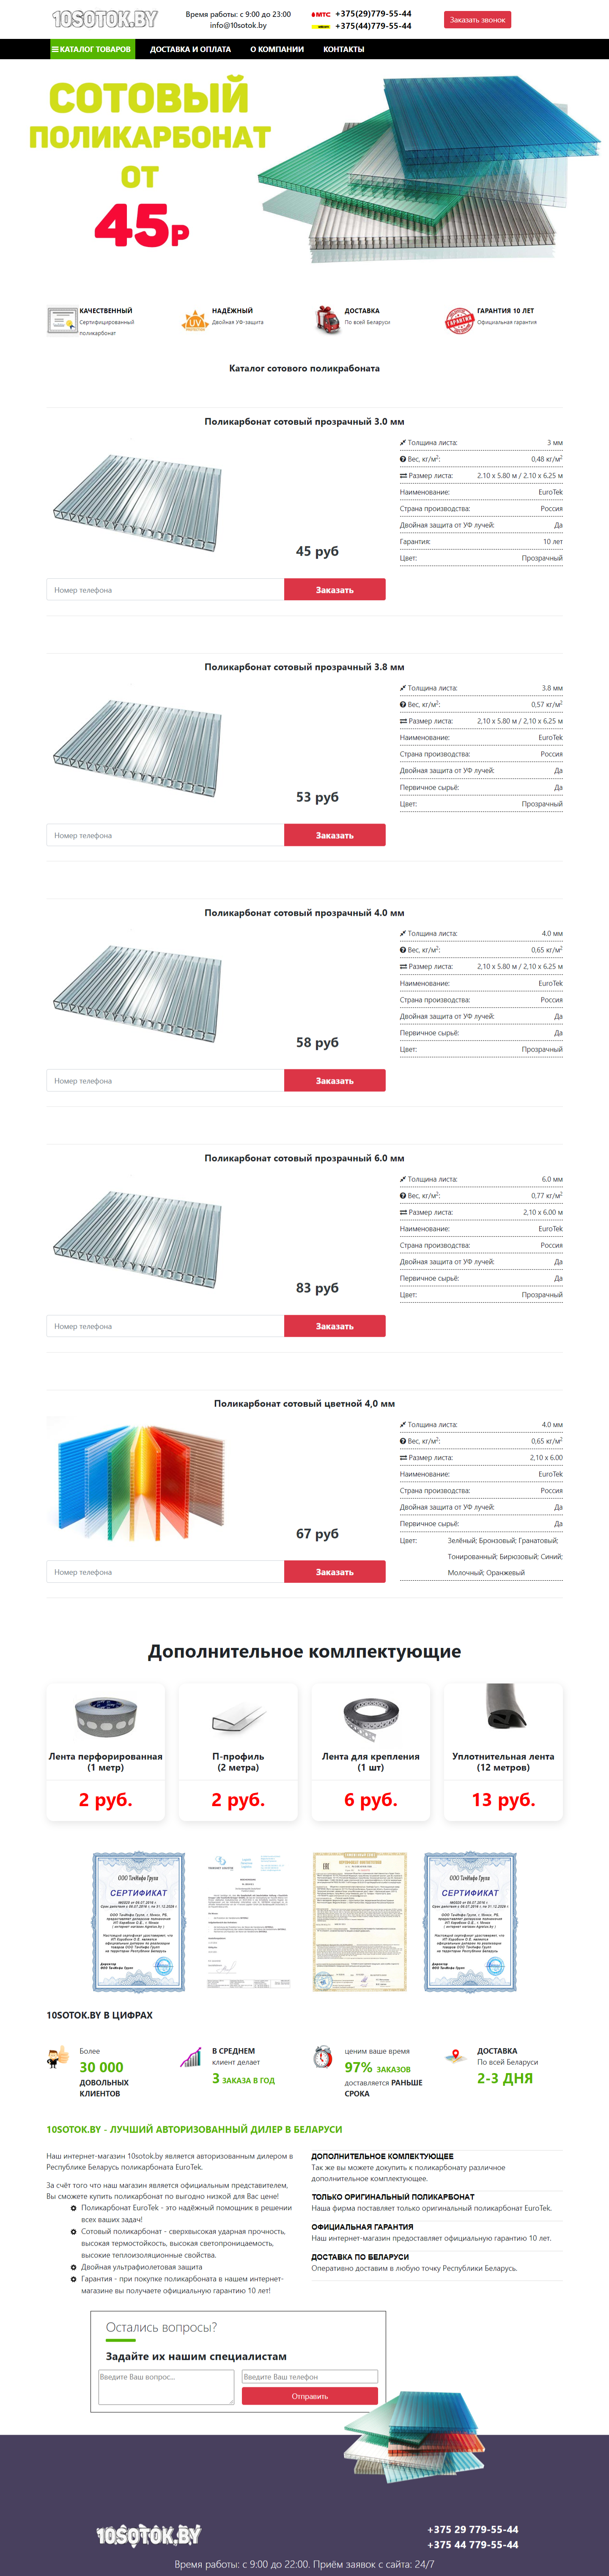 10SOTOK.BY
Время работы: с 9:00 до 23:00
info@10sotok.by
МТС +375(29)779-55-44
+375(44)779-55-44
Заказать звонок
КАТАЛОГ ТОВАРОВ ДОСТАВКА И ОПЛАТА О КОМПАНИИ КОНТАКТЫ
СОТОВЫЙ
ПОЛИКАРБОНАТ
ОТ
45Р
КАЧЕСТВЕННЫЙ
Сертифицированный
поликарбонат
UV
НАДЁЖНЫЙ
Двойная УФ-защита
ДОСТАВКА
По всей Беларуси
ГАРАНТИЯ
ГАРАНТИЯ 10 ЛЕТ
Официальная гарантия
Каталог сотового поликрабоната
Поликарбонат сотовый прозрачный 3.0 мм
45 руб
Номер телефона
Заказать
Толщина листа: 3 мм
Вес, кг/м²: 0,48 кг/м²
Размер листа: 2.10 x 5.80 м / 2.10 x 6.25 м
Наименование: EuroTek
Страна производства: Россия
Двойная защита от УФ лучей: Да
Гарантия: 10 лет
Цвет: Прозрачный
Поликарбонат сотовый прозрачный 3.8 мм
53 руб
Номер телефона
Заказать
Толщина листа: 3.8 мм
Вес, кг/м²: 0,57 кг/м²
Размер листа: 2,10 x 5.80 м / 2,10 x 6.25 м
Наименование: EuroTek
Страна производства: Россия
Двойная защита от УФ лучей: Да
Первичное сырьё: Да
Цвет: Прозрачный
Поликарбонат сотовый прозрачный 4.0 мм
58 руб
Номер телефона
Заказать
Толщина листа: 4.0 мм
Вес, кг/м²: 0,65 кг/м²
Размер листа: 2,10 x 5.80 м / 2,10 x 6.25 м
Наименование: EuroTek
Страна производства: Россия
Двойная защита от УФ лучей: Да
Первичное сырьё: Да
Цвет: Прозрачный
Поликарбонат сотовый прозрачный 6.0 мм
83 руб
Номер телефона
Заказать
Толщина листа: 6.0 мм
Вес, кг/м²: 0,77 кг/м²
Размер листа: 2,10 x 6.00 м
Наименование: EuroTek
Страна производства: Россия
Двойная защита от УФ лучей: Да
Первичное сырьё: Да
Цвет: Прозрачный
Поликарбонат сотовый цветной 4,0 мм
67 руб
Номер телефона
Заказать
Толщина листа: 4.0 мм
Вес, кг/м²: 0,65 кг/м²
Размер листа: 2,10 x 6.00
Наименование: EuroTek
Страна производства: Россия
Двойная защита от УФ лучей: Да
Первичное сырьё: Да
Цвет: Зелёный; Бронзовый; Гранатовый;
Тонированный; Бирюзовый; Синий;
Молочный; Оранжевый
Дополнительное комлпектующие
Лента перфорированная
(1 метр)
2 руб.
П-профиль
(2 метра)
2 руб.
Лента для крепления
(1 шт)
6 руб.
Уплотнительная лента
(12 метров)
13 руб.
СЕРТИФИКАТ
СЕРТИФИКАТ
10SOTOK.BY В ЦИФРАХ
Более
30 000
ДОВОЛЬНЫХ
КЛИЕНТОВ
В СРЕДНЕМ
клиент делает
3 ЗАКАЗА В ГОД
ценим ваше время
97% ЗАКАЗОВ
доставляется РАНЬШЕ
СРОКА
ДОСТАВКА
По всей Беларуси
2-3 ДНЯ
10SOTOK.BY - ЛУЧШИЙ АВТОРИЗОВАННЫЙ ДИЛЕР В БЕЛАРУСИ
Наш интернет-магазин 10sotok.by является авторизованным дилером в
Республике Беларусь поликарбоната EuroTek.
За счёт того что наш магазин является официальным представителем,
Вы сможете купить поликарбонат по выгодно низкой для Вас цене!
Поликарбонат EuroTek - это надёжный помощник в решении
всех ваших задач!
Сотовый поликарбонат - сверхвысокая ударная прочность,
высокая термостойкость, высокая светопроницаемость,
высокие теплоизоляционные свойства.
Двойная ультрафиолетовая защита
Гарантия - при покупке поликарбоната в нашем интернет-
магазине вы получаете официальную гарантию 10 лет!
ДОПОЛНИТЕЛЬНОЕ КОМЛЕКТУЮЩЕЕ
Так же вы можете докупить к поликарбонату различное
дополнительное комплектующее.
ТОЛЬКО ОРИГИНАЛЬНЫЙ ПОЛИКАРБОНАТ
Наша фирма поставляет только оригинальный поликарбонат EuroTek.
ОФИЦИАЛЬНАЯ ГАРАНТИЯ
Наш интернет-магазин предоставляет официальную гарантию 10 лет.
ДОСТАВКА ПО БЕЛАРУСИ
Оперативно доставим в любую точку Республики Беларусь.
Остались вопросы?
Задайте их нашим специалистам
Введите Ваш вопрос...
Введите Ваш телефон
Отправить
10SOTOK.BY
+375 29 779-55-44
+375 44 779-55-44
Время работы: с 9:00 до 22:00. Приём заявок с сайта: 24/7